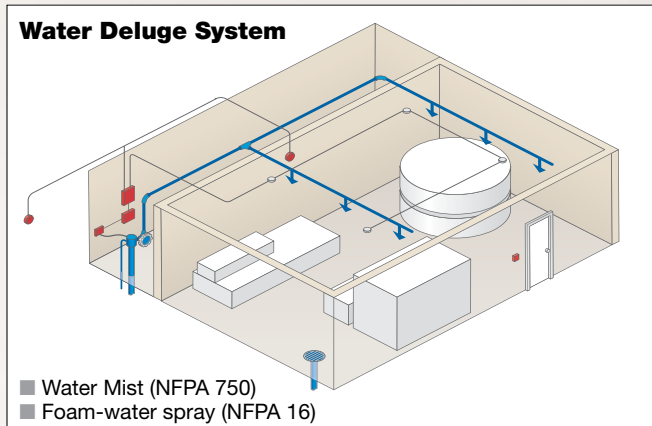 Water Deluge System
Water Mist (NFPA 750)
Foam-water spray (NFPA 16)